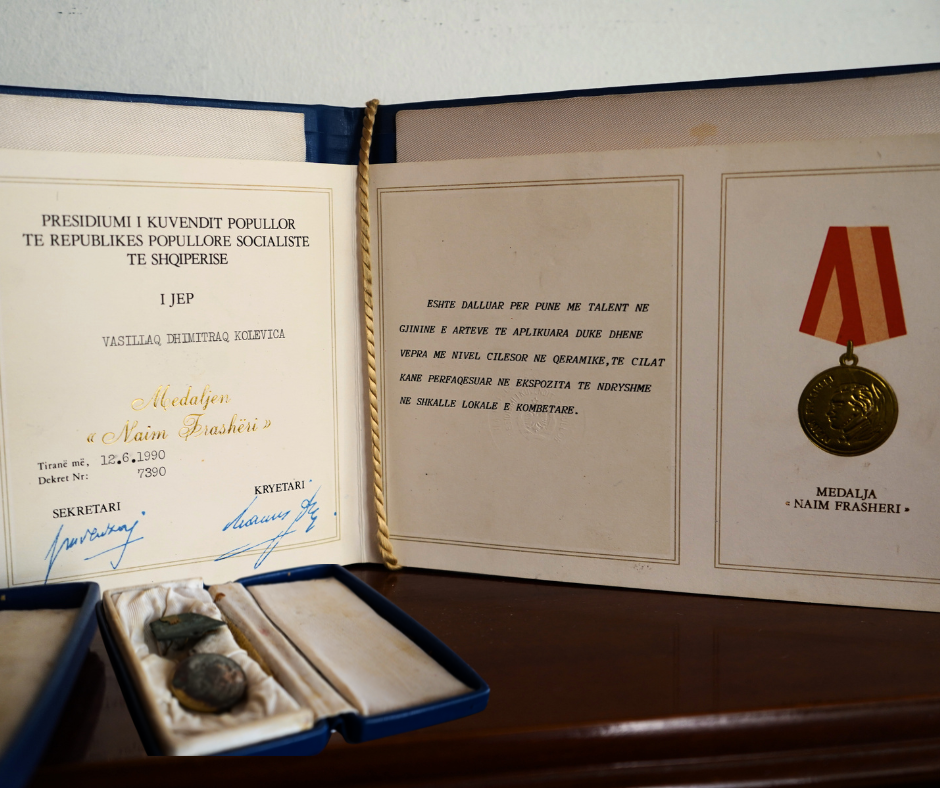 PRESIDIUMI I KUVENDIT POPULLOR
TE REPUBLIKES POPULLORE SOCIALISTE
TE SHQIPERISE
I JEP
VASILLAQ DHIMITRAQ KOLEVICA
Medaljen
« Naim Frashëri »
Tiranë më, 12.6.1990
Dekret Nr: 7390
SEKRETARI
KRYETARI
ESHTE DALLUAR PER PUNE ME TALENT NE
GJININE E ARTEVE TE APLIKUARA DUKE DHENE
VEPRA ME NIVEL CILESOR NE QERAMIKE,TE CILAT
KANE PERFAQESUAR NE EKSPOZITA TE NDRYSHME
NE SHKALLE LOKALE E KOMBETARE.
MEDALJA
« NAIM FRASHERI »